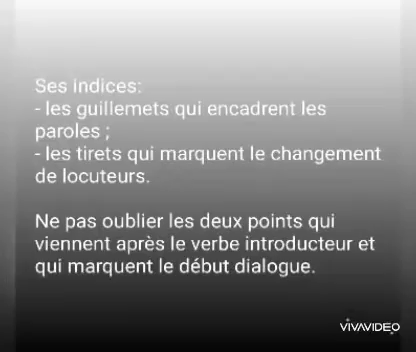 Ses indices:
- les guillemets qui encadrent les
paroles ;
- les tirets qui marquent le changement
de locuteurs.
Ne pas oublier les deux points qui
viennent après le verbe introducteur et
qui marquent le début dialogue.
VIVAVIDEO